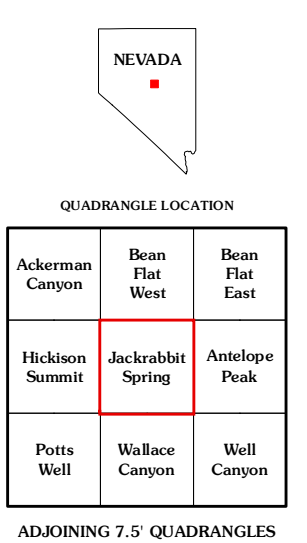 NEVADA
QUADRANGLE LOCATION
Ackerman
Canyon
Bean
Flat
West
Bean
Flat
East
Hickison
Summit
Jackrabbit
Spring
Antelope
Peak
Potts
Well
Wallace
Canyon
Well
Canyon
ADJOINING 7.5' QUADRANGLES